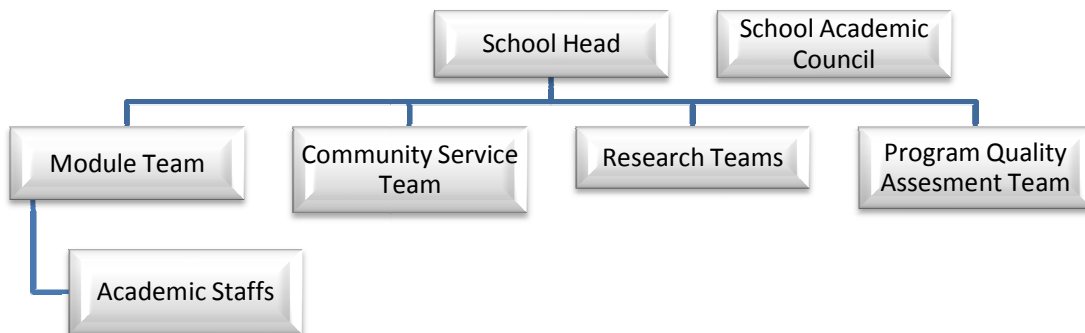 School Head
School Academic
Council
Module Team
Community Service
Team
Research Teams
Program Quality
Assesment Team
Academic Staffs